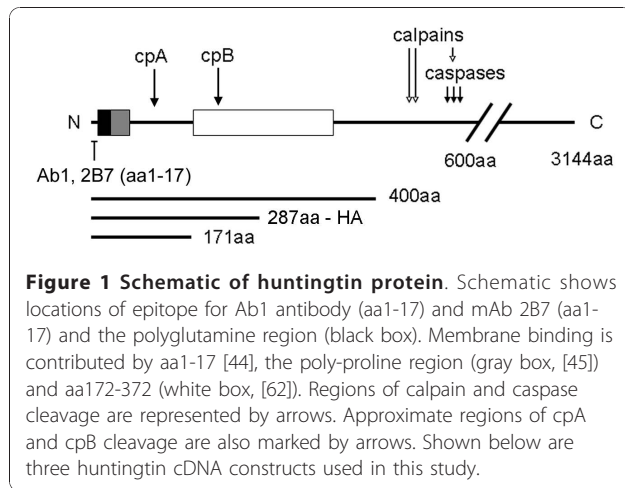 calpains
cpA
cpB
caspases
N
C
600aa
3144aa
Ab1, 2B7 (aa1-17)
400aa
287aa - HA
171aa
Figure 1 Schematic of huntingtin protein. Schematic shows
locations of epitope for Ab1 antibody (aa1-17) and mAb 2B7 (aa1-
17) and the polyglutamine region (black box). Membrane binding is
contributed by aa1-17 [44], the poly-proline region (gray box, [45])
and aa172-372 (white box, [62]). Regions of calpain and caspase
cleavage are represented by arrows. Approximate regions of cpA
and cpB cleavage are also marked by arrows. Shown below are
three huntingtin cDNA constructs used in this study.